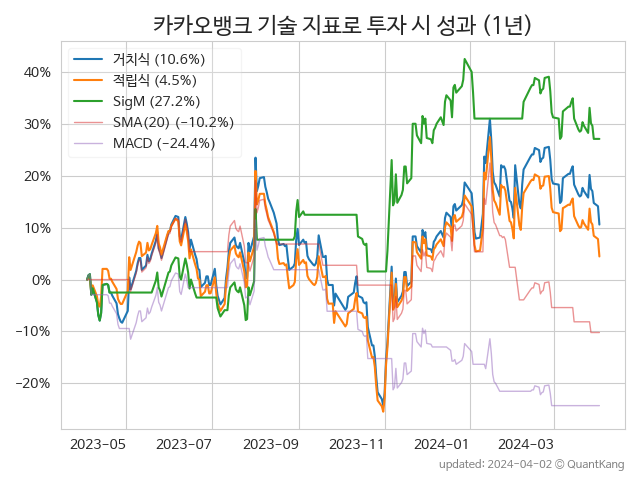 카카오뱅크 기술 지표로 투자 시 성과 (1년)
거치식 (10.6%)
적립식 (4.5%)
SigM (27.2%)
SMA(20) (−10.2%)
MACD (−24.4%)
40%
30%
20%
10%
0%
−10%
−20%
2023-05 2023-07 2023-09 2023-11 2024-01 2024-03
updated: 2024-04-02 © QuantKang